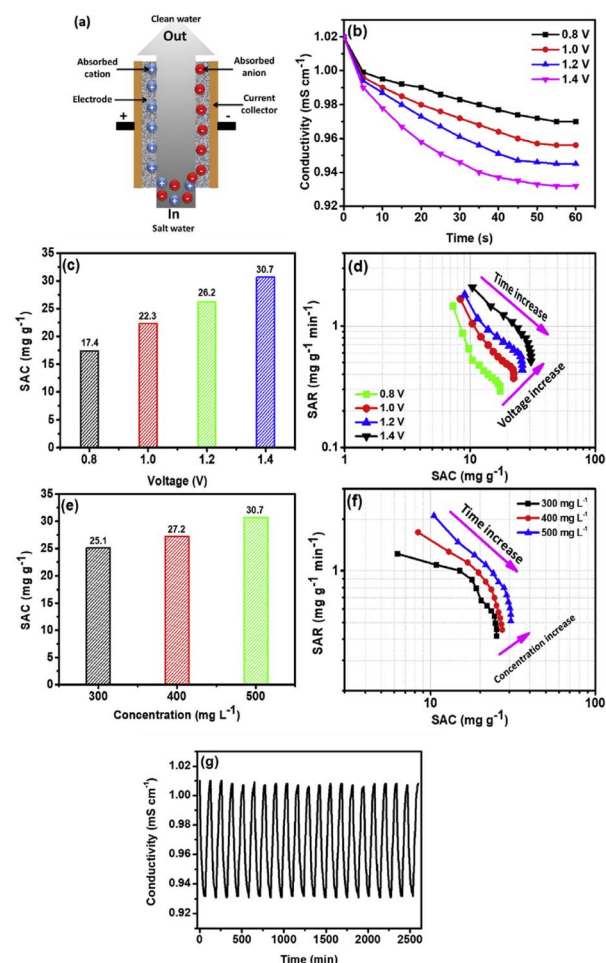 (a)
Clean water
Out
Absorbed cation
Absorbed anion
Electrode
Current collector
+
-
In
Salt water
(b)
Conductivity (mS cm⁻¹)
1.02
1.00
0.98
0.96
0.94
0.92
0 10 20 30 40 50 60
Time (s)
0.8 V
1.0 V
1.2 V
1.4 V
(c)
SAC (mg g⁻¹)
35
30
25
20
15
10
5
0
17.4
22.3
26.2
30.7
0.8 1.0 1.2 1.4
Voltage (V)
(d)
SAR (mg g⁻¹ min⁻¹)
1
0.1
Time increase
Voltage increase
0.8 V
1.0 V
1.2 V
1.4 V
1 10 100
SAC (mg g⁻¹)
(e)
SAC (mg g⁻¹)
35
30
25
20
15
10
5
0
25.1
27.2
30.7
300 400 500
Concentration (mg L⁻¹)
(f)
SAR (mg g⁻¹ min⁻¹)
1
Time increase
Concentration increase
300 mg L⁻¹
400 mg L⁻¹
500 mg L⁻¹
10 100
SAC (mg g⁻¹)
(g)
Conductivity (mS cm⁻¹)
1.02
1.00
0.98
0.96
0.94
0.92
0 500 1000 1500 2000 2500
Time (min)